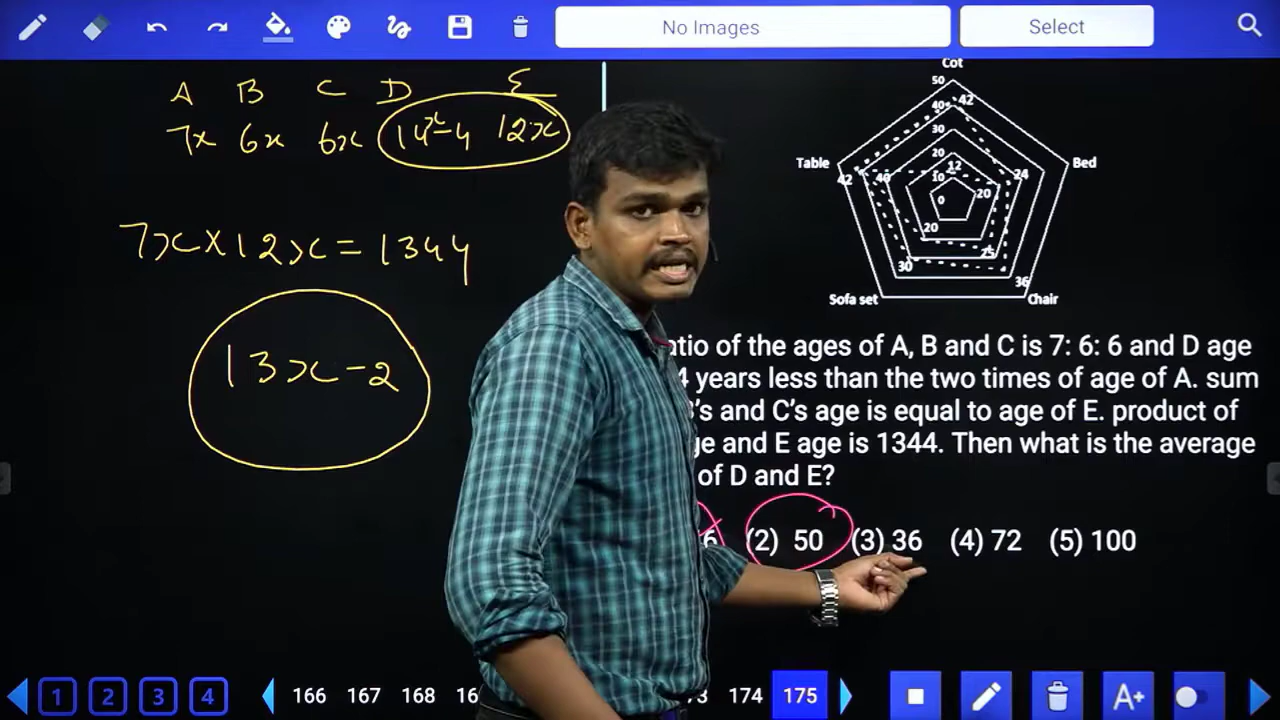 No Images Select
A B C D E
7x 6x 6x 14x-4 12x
7x×12x=1344
13x-2
Cot
50
40 42
30
20
12
10
Table Bed
42 40 24
0 20
20
25
30
36
Sofa set Chair
of the ages of A, B and C is 7: 6: 6 and D age
4 years less than the two times of age of A. sum
and C's age is equal to age of E. product of
and E age is 1344. Then what is the average
of D and E?
(2) 50 (3) 36 (4) 72 (5) 100
1 2 3 4 166 167 168 174 175 A+